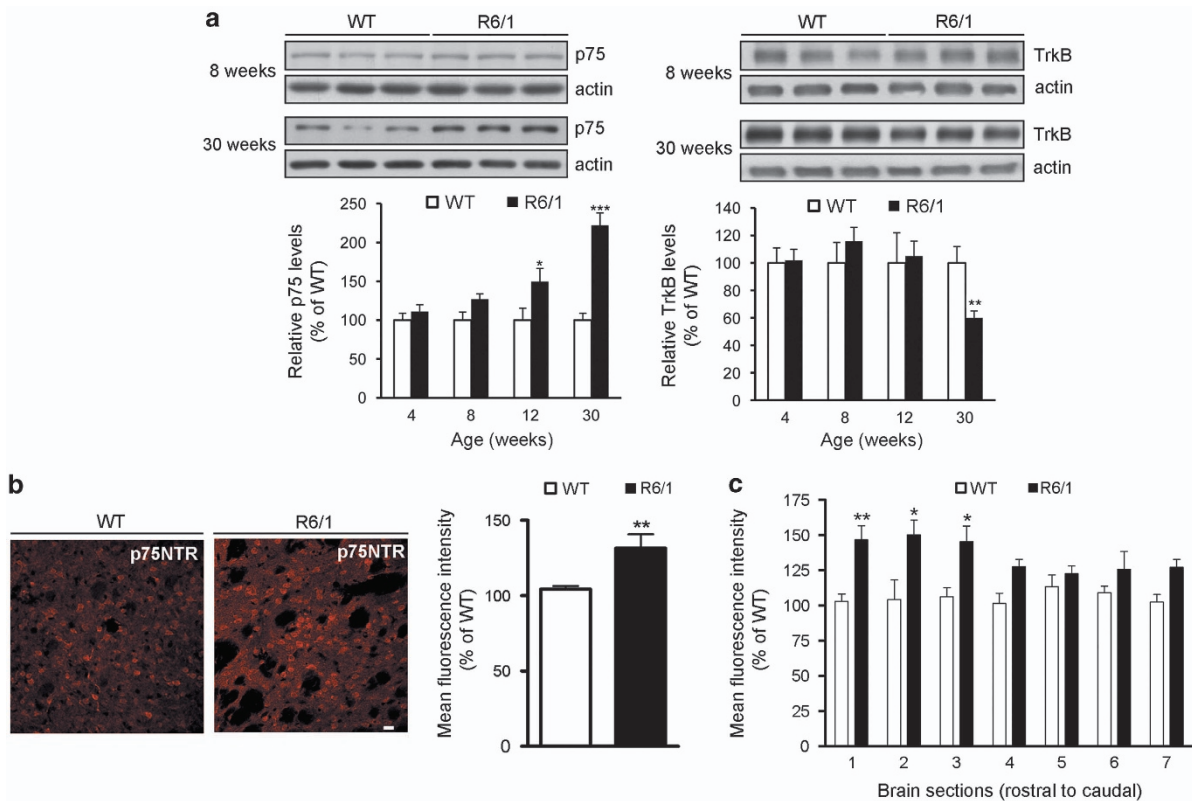 a
WT R6/1
8 weeks
p75
actin
30 weeks
p75
actin
WT R6/1
8 weeks
TrkB
actin
30 weeks
TrkB
actin
Relative p75 levels
(% of WT)
250
200
150
100
50
0
WT R6/1
*
***
4 8 12 30
Age (weeks)
Relative TrkB levels
(% of WT)
140
120
100
80
60
40
20
0
WT R6/1
**
4 8 12 30
Age (weeks)
b
WT R6/1
p75NTR p75NTR
Mean fluorescence intensity
(% of WT)
WT R6/1
150
100
50
0
**
c
Mean fluorescence intensity
(% of WT)
WT R6/1
175
150
125
100
75
50
25
0
** * *
1 2 3 4 5 6 7
Brain sections (rostral to caudal)